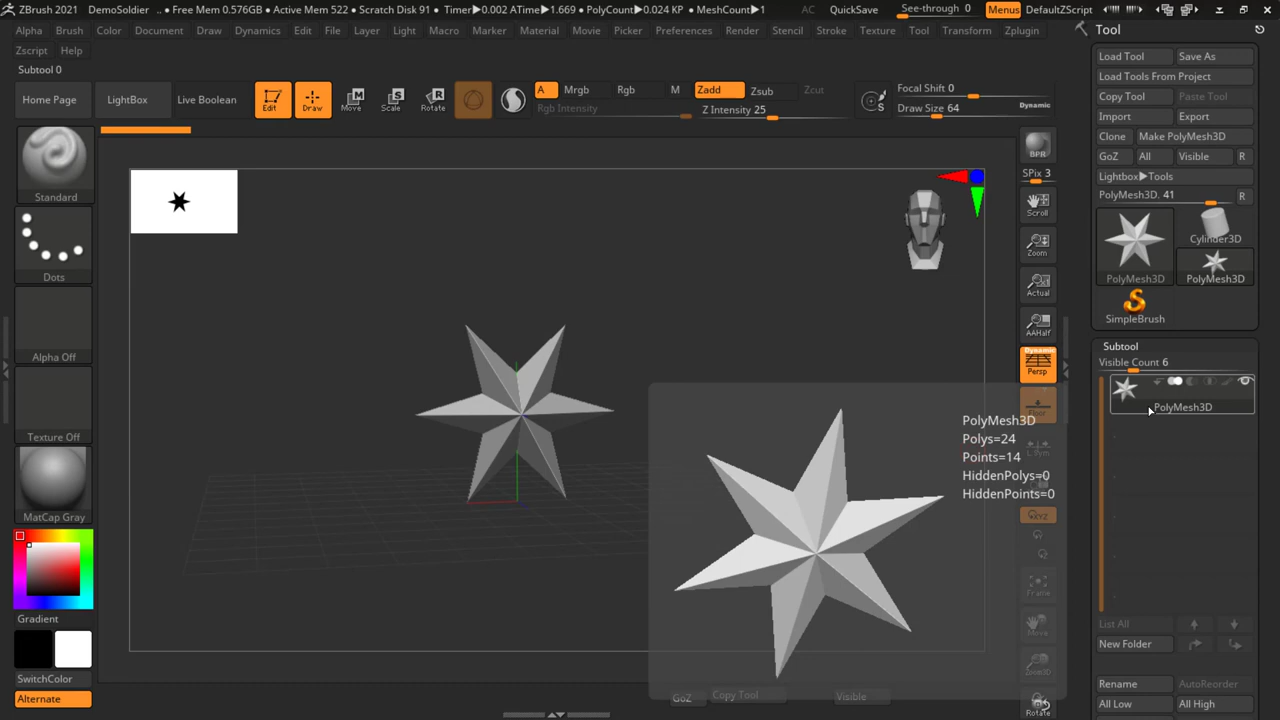 ZBrush 2021 DemoSoldier .. ● Free Mem 0.576GB ● Active Mem 522 ● Scratch Disk 91 ● Timer▶0.002 ATime▶1.669 ● PolyCount▶0.024 KP ● MeshCount▶1 AC QuickSave See-through 0 Menus DefaultZScript
Alpha Brush Color Document Draw Dynamics Edit File Layer Light Macro Marker Material Movie Picker Preferences Render Stencil Stroke Texture Tool Transform Zplugin
Zscript Help
Subtool 0
Home Page LightBox Live Boolean Edit Draw Move Scale Rotate
A Mrgb Rgb M Zadd Zsub Zcut
Rgb Intensity Z Intensity 25
Focal Shift 0
Draw Size 64 Dynamic
Standard
Dots
Alpha Off
Texture Off
MatCap Gray
Gradient
SwitchColor
Alternate
BPR
SPix 3
Scroll
Zoom
Actual
AAHalf
Dynamic
Persp
Floor
L.Sym
XYZ
Frame
Move
Zoom3D
Rotate
PolyMesh3D
Polys=24
Points=14
HiddenPolys=0
HiddenPoints=0
GoZ Copy Tool Visible
Tool
Load Tool Save As
Load Tools From Project
Copy Tool Paste Tool
Import Export
Clone Make PolyMesh3D
GoZ All Visible R
Lightbox▶Tools
PolyMesh3D. 41 R
Cylinder3D
PolyMesh3D PolyMesh3D
SimpleBrush
Subtool
Visible Count 6
PolyMesh3D
List All
New Folder
Rename AutoReorder
All Low All High